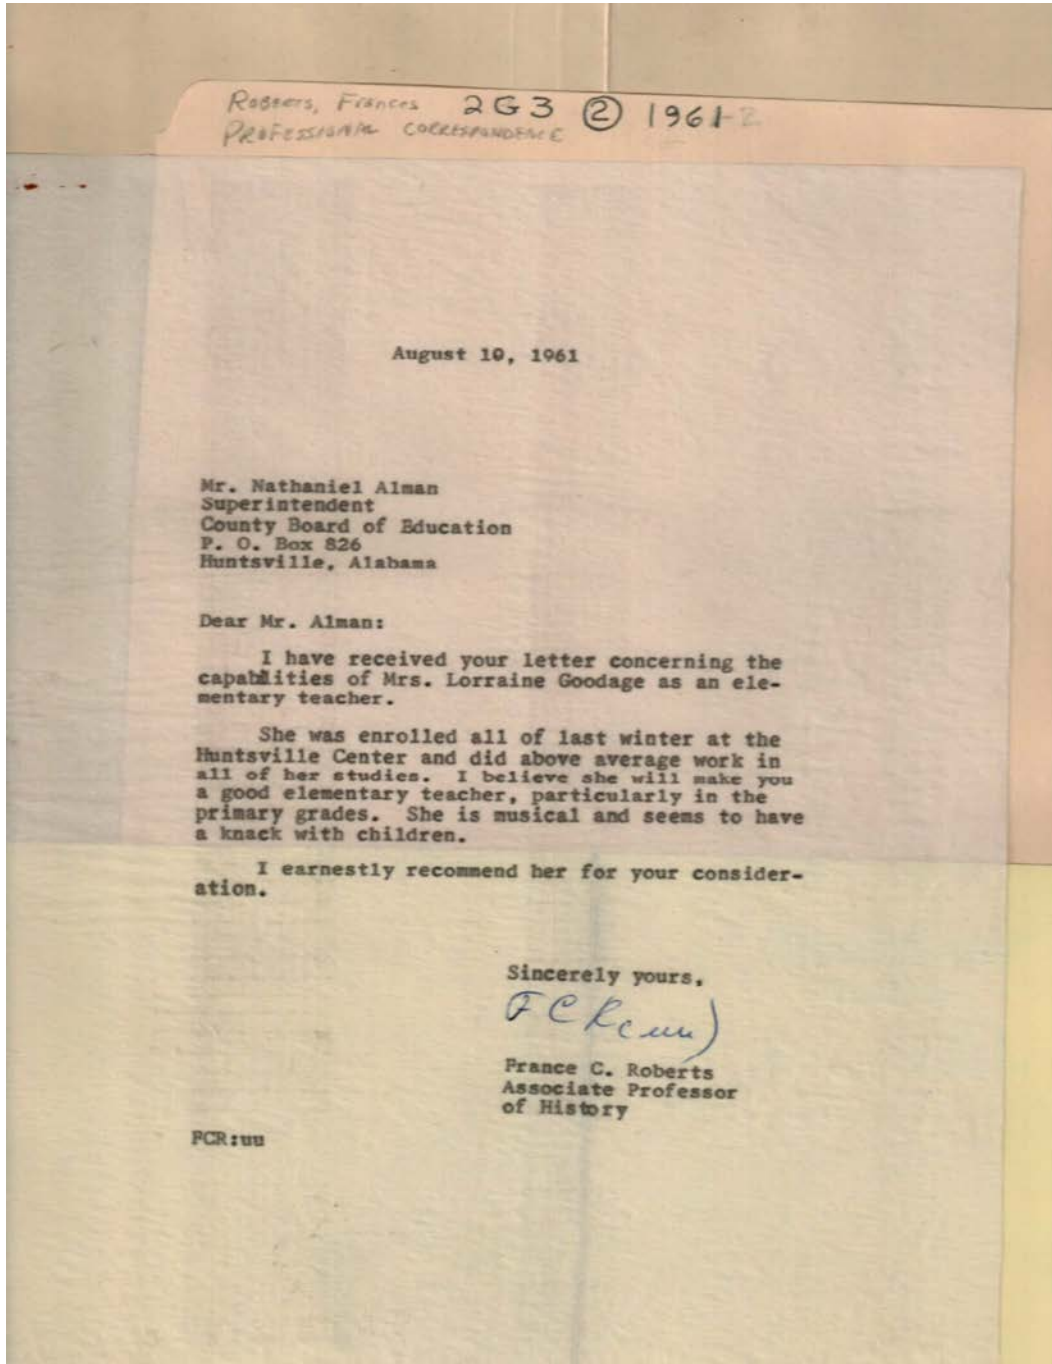 Roberts, Frances 2G3 ② 1961-2
PROFESSIONAL CORRESPONDENCE
August 10, 1961
Mr. Nathaniel Alman
Superintendent
County Board of Education
P. O. Box 826
Huntsville, Alabama
Dear Mr. Alman:
I have received your letter concerning the
capabilities of Mrs. Lorraine Goodage as an ele-
mentary teacher.
She was enrolled all of last winter at the
Huntsville Center and did above average work in
all of her studies. I believe she will make you
a good elementary teacher, particularly in the
primary grades. She is musical and seems to have
a knack with children.
I earnestly recommend her for your consider-
ation.
Sincerely yours,
FCR(uu)
France C. Roberts
Associate Professor
of History
FCR:uu